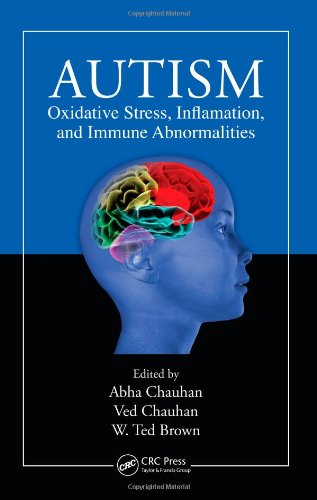 AUTISM
Oxidative Stress, Inflamation,
and Immune Abnormalities
Edited by
Abha Chauhan
Ved Chauhan
W. Ted Brown
CRC
CRC Press
Taylor & Francis Group